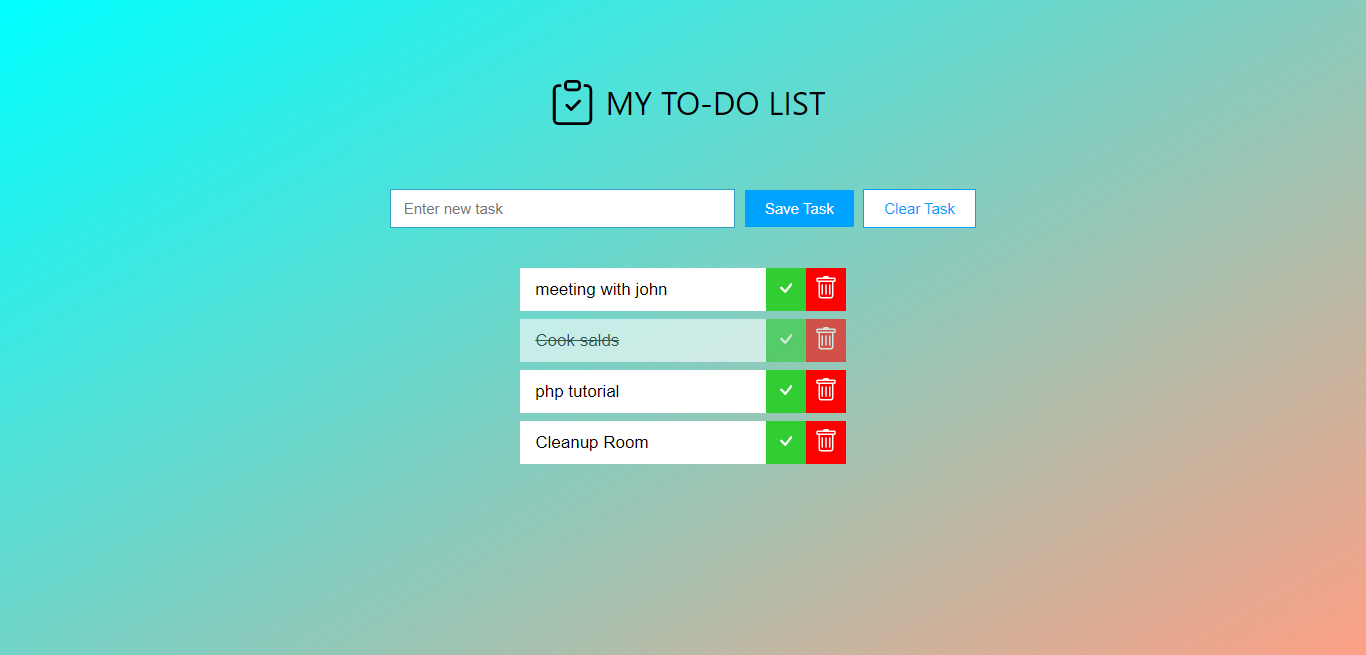 MY TO-DO LIST
Enter new task Save Task Clear Task
meeting with john
Cook salds
php tutorial
Cleanup Room